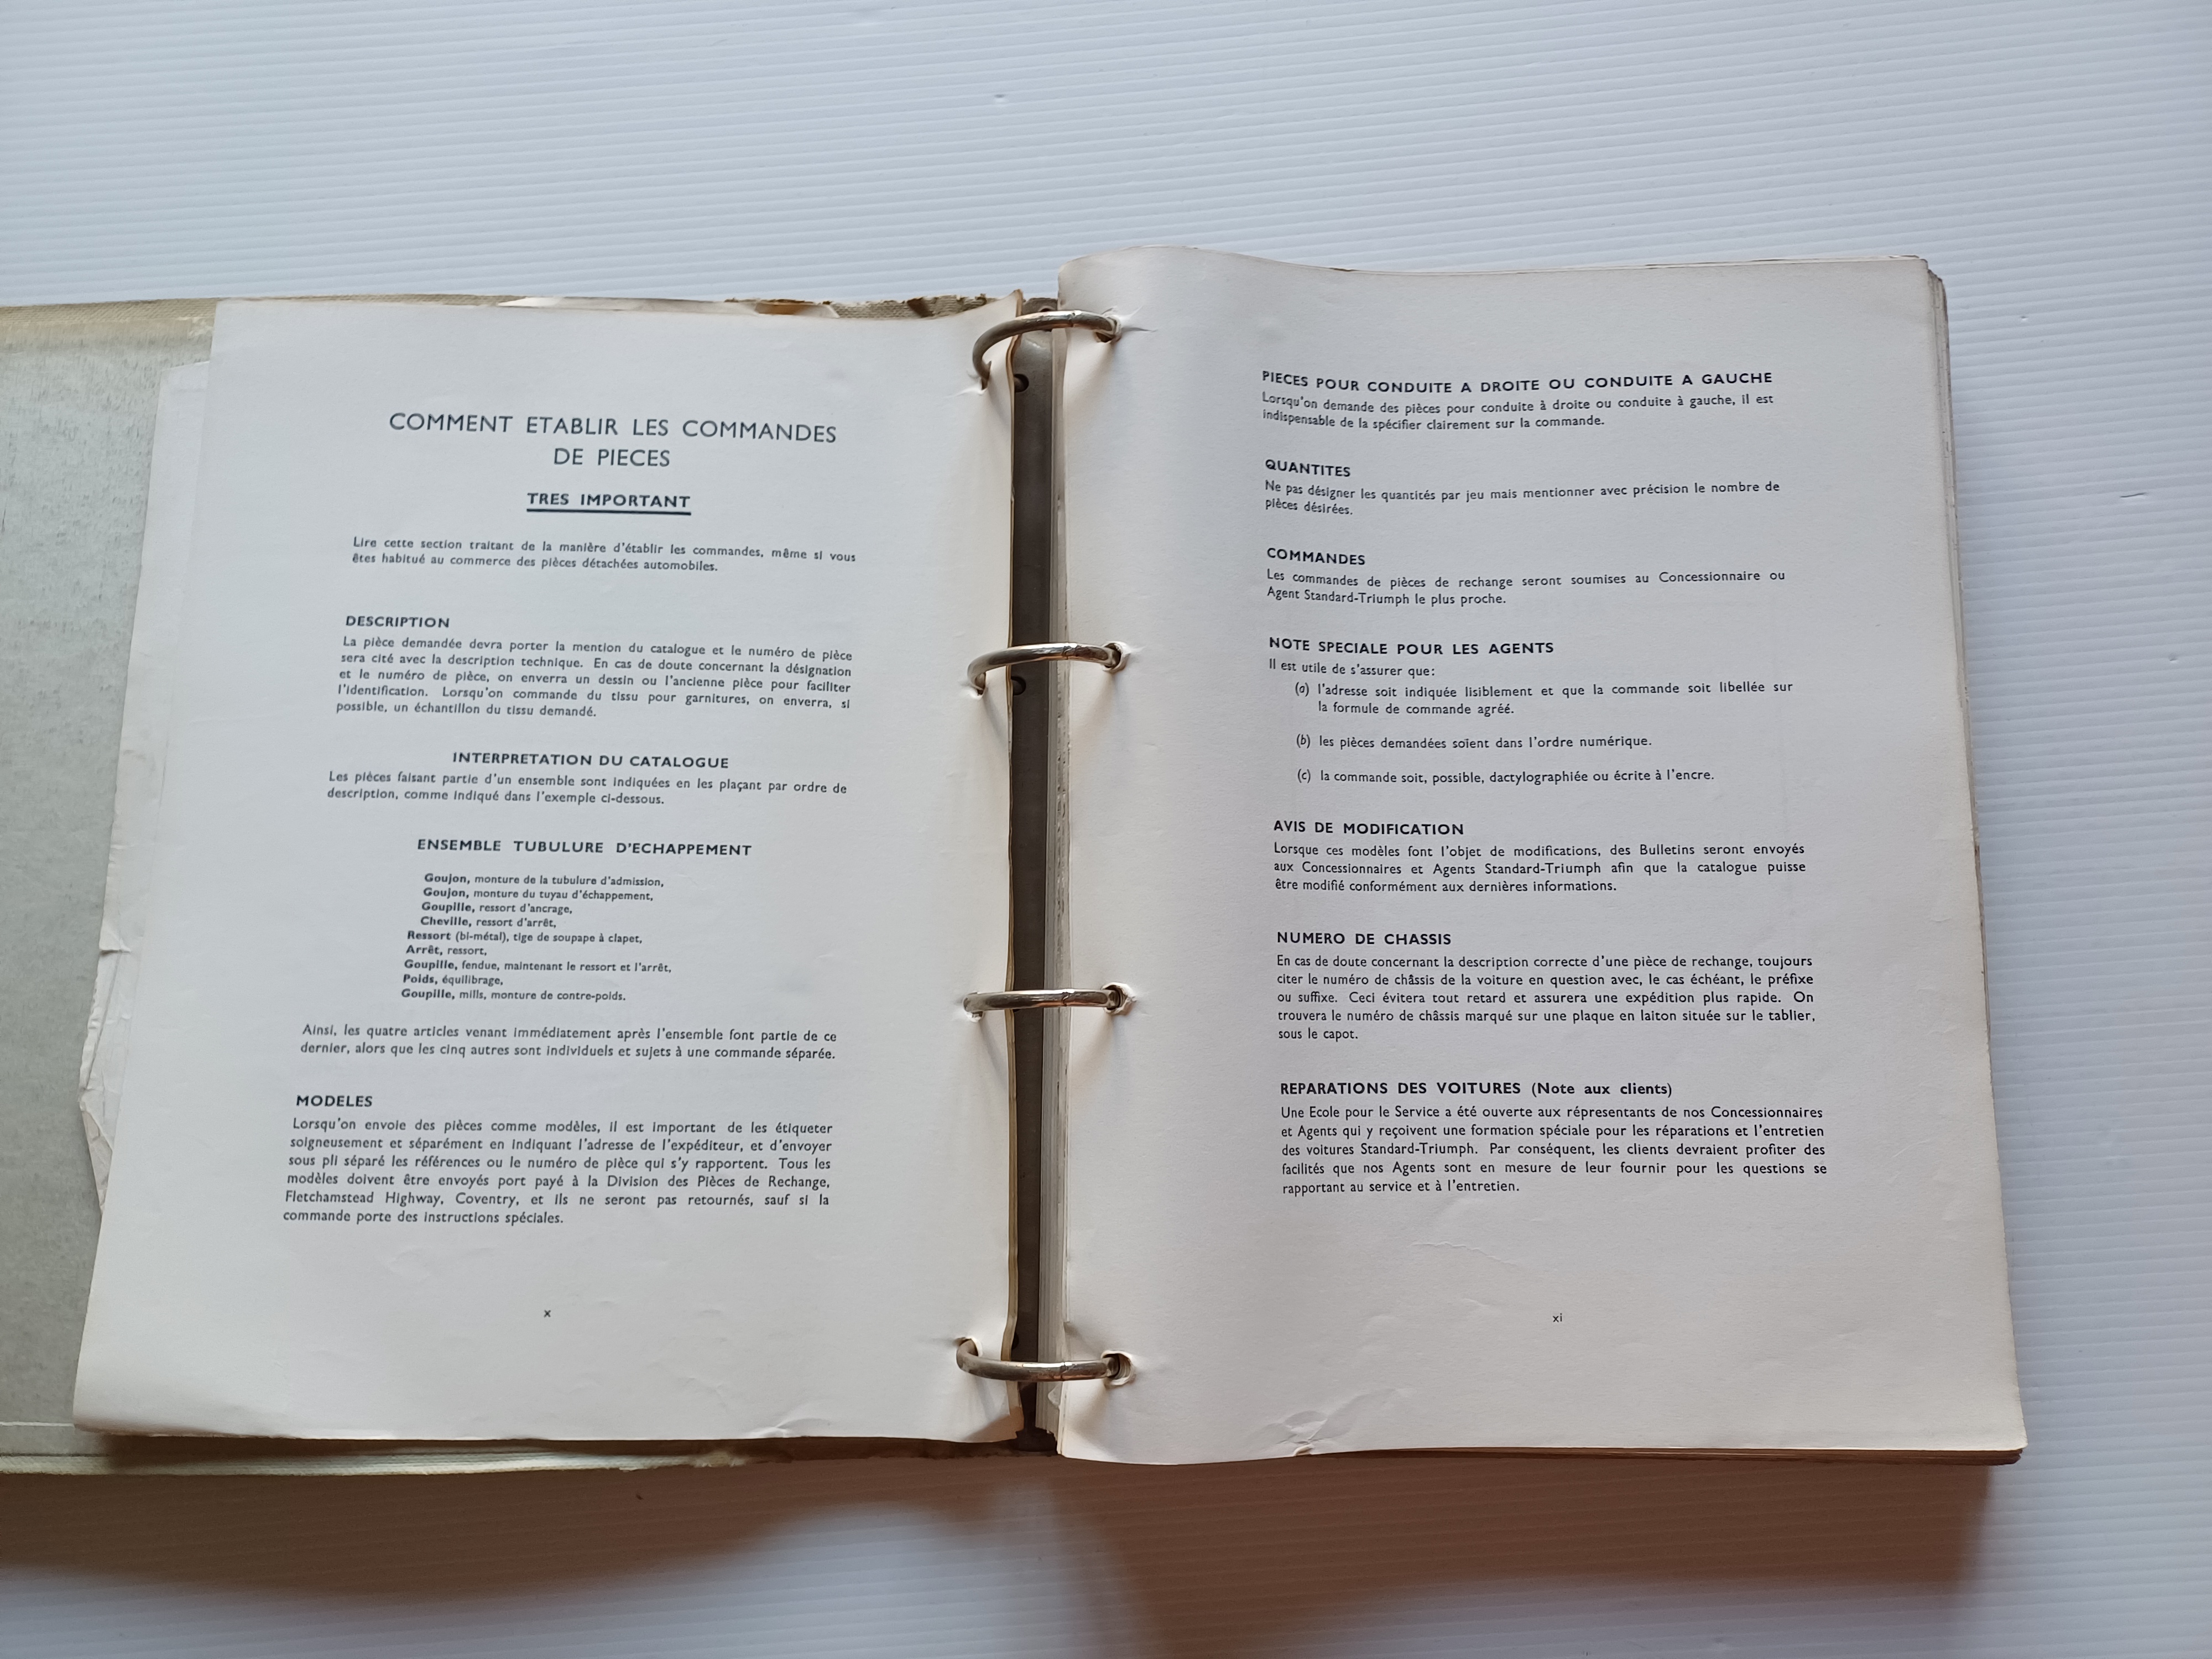 COMMENT ETABLIR LES COMMANDES
DE PIECES
TRES IMPORTANT
Lire cette section traitant de la manière d'établir les commandes, même si vous
êtes habitué au commerce des pièces détachées automobiles.
DESCRIPTION
La pièce demandée devra porter la mention du catalogue et le numéro de pièce
sera cité avec la description technique. En cas de doute concernant la désignation
et le numéro de pièce, on enverra un dessin ou l'ancienne pièce pour faciliter
l'identification. Lorsqu'on commande du tissu pour garnitures, on enverra, si
possible, un échantillon du tissu demandé.
INTERPRETATION DU CATALOGUE
Les pièces faisant partie d'un ensemble sont indiquées en les plaçant par ordre de
description, comme indiqué dans l'exemple ci-dessous.
ENSEMBLE TUBULURE D'ECHAPPEMENT
Goujon, monture de la tubulure d'admission,
Goujon, monture du tuyau d'échappement,
Goupille, ressort d'ancrage,
Cheville, ressort d'arrêt,
Ressort (bi-métal), tige de soupape à clapet,
Arrêt, ressort,
Goupille, fendue, maintenant le ressort et l'arrêt,
Poids, équilibrage,
Goupille, mills, monture de contre-poids.
Ainsi, les quatre articles venant immédiatement après l'ensemble font partie de ce
dernier, alors que les cinq autres sont individuels et sujets à une commande séparée.
MODELES
Lorsqu'on envoie des pièces comme modèles, il est important de les étiqueter
soigneusement et séparément en indiquant l'adresse de l'expéditeur, et d'envoyer
sous pli séparé les références ou le numéro de pièce qui s'y rapportent. Tous les
modèles doivent être envoyés port payé à la Division des Pièces de Rechange,
Fletchamstead Highway, Coventry, et ils ne seront pas retournés, sauf si la
commande porte des instructions spéciales.
x
PIECES POUR CONDUITE A DROITE OU CONDUITE A GAUCHE
Lorsqu'on demande des pièces pour conduite à droite ou conduite à gauche, il est
indispensable de la spécifier clairement sur la commande.
QUANTITES
Ne pas désigner les quantités par jeu mais mentionner avec précision le nombre de
pièces désirées.
COMMANDES
Les commandes de pièces de rechange seront soumises au Concessionnaire ou
Agent Standard-Triumph le plus proche.
NOTE SPECIALE POUR LES AGENTS
Il est utile de s'assurer que:
(a) l'adresse soit indiquée lisiblement et que la commande soit libellée sur
la formule de commande agréé.
(b) les pièces demandées soient dans l'ordre numérique.
(c) la commande soit, possible, dactylographiée ou écrite à l'encre.
AVIS DE MODIFICATION
Lorsque ces modèles font l'objet de modifications, des Bulletins seront envoyés
aux Concessionnaires et Agents Standard-Triumph afin que la catalogue puisse
être modifié conformément aux dernières informations.
NUMERO DE CHASSIS
En cas de doute concernant la description correcte d'une pièce de rechange, toujours
citer le numéro de châssis de la voiture en question avec, le cas échéant, le préfixe
ou suffixe. Ceci évitera tout retard et assurera une expédition plus rapide. On
trouvera le numéro de châssis marqué sur une plaque en laiton située sur le tablier,
sous le capot.
REPARATIONS DES VOITURES (Note aux clients)
Une Ecole pour le Service a été ouverte aux répresentants de nos Concessionnaires
et Agents qui y reçoivent une formation spéciale pour les réparations et l'entretien
des voitures Standard-Triumph. Par conséquent, les clients devraient profiter des
facilités que nos Agents sont en mesure de leur fournir pour les questions se
rapportant au service et à l'entretien.
xi